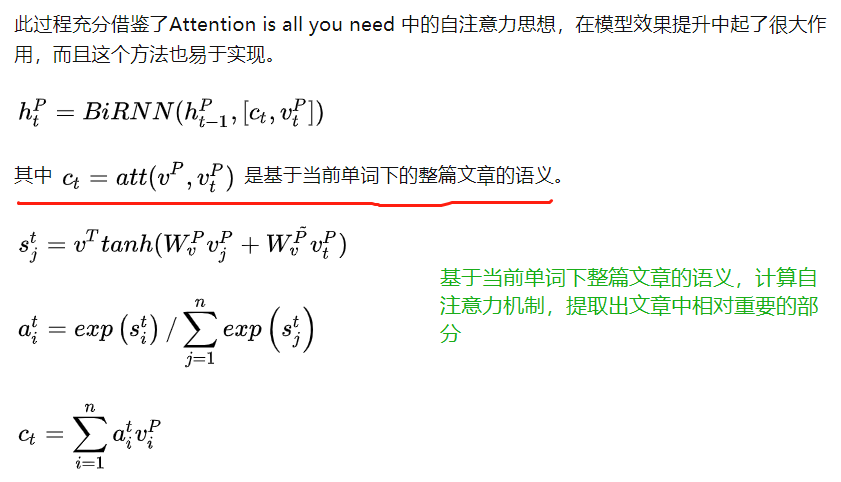 此过程充分借鉴了Attention is all you need 中的自注意力思想，在模型效果提升中起了很大作
用，而且这个方法也易于实现。
h_t^P = BiRNN(h_{t-1}^P, [c_t, v_t^P])
其中 c_t = att(v^P, v_t^P) 是基于当前单词下的整篇文章的语义。
s_j^t = v^T tanh(W_v^P v_j^P + W_v^{\tilde{P}} v_t^P)
基于当前单词下整篇文章的语义，计算自
注意力机制，提取出文章中相对重要的部
分
a_i^t = exp(s_i^t) / \sum_{j=1}^{n} exp(s_j^t)
c_t = \sum_{i=1}^{n} a_i^t v_i^P